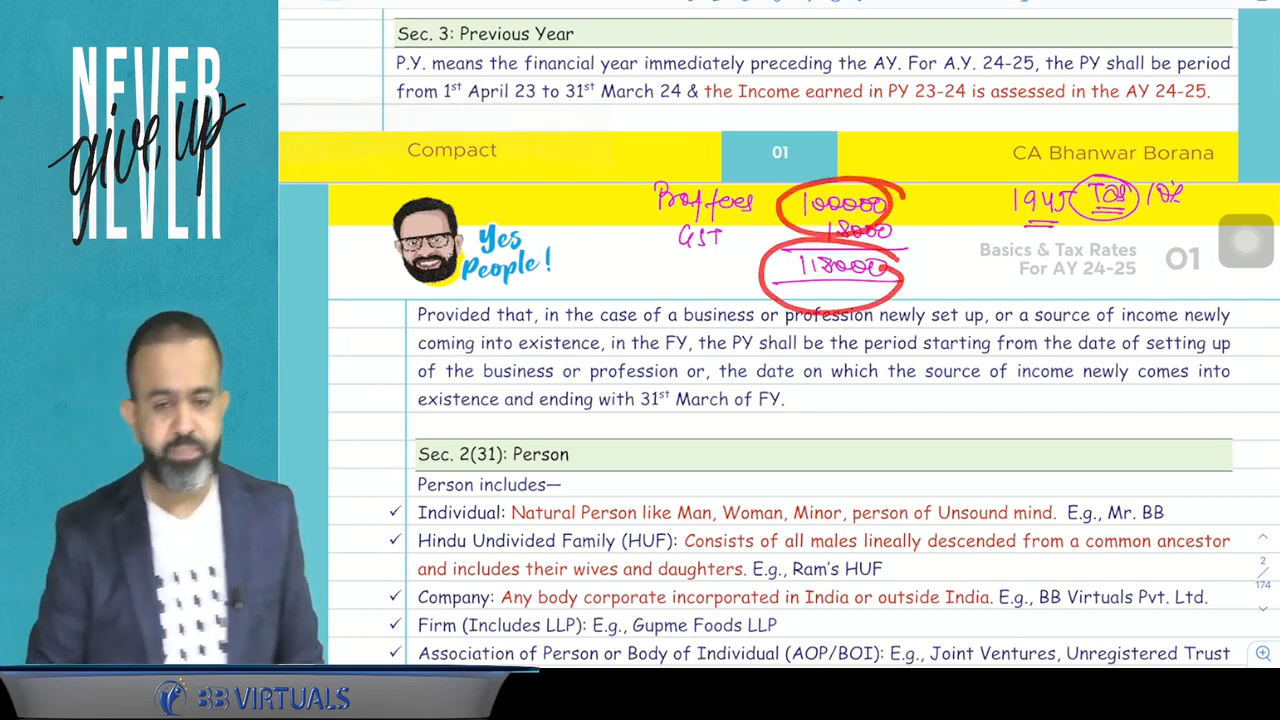 NEVER
give up
NEVER
Sec. 3: Previous Year
P.Y. means the financial year immediately preceding the AY. For A.Y. 24-25, the PY shall be period
from 1st April 23 to 31st March 24 & the Income earned in PY 23-24 is assessed in the AY 24-25.
Compact 01 CA Bhanwar Borana
Prof fees 100000 194J TDS 10%
GST 18000
118000
Yes
People!
Basics & Tax Rates
For AY 24-25
01
Provided that, in the case of a business or profession newly set up, or a source of income newly
coming into existence, in the FY, the PY shall be the period starting from the date of setting up
of the business or profession or, the date on which the source of income newly comes into
existence and ending with 31st March of FY.
Sec. 2(31): Person
Person includes—
✓ Individual: Natural Person like Man, Woman, Minor, person of Unsound mind. E.g., Mr. BB
✓ Hindu Undivided Family (HUF): Consists of all males lineally descended from a common ancestor
and includes their wives and daughters. E.g., Ram's HUF
✓ Company: Any body corporate incorporated in India or outside India. E.g., BB Virtuals Pvt. Ltd.
✓ Firm (Includes LLP): E.g., Gupme Foods LLP
✓ Association of Person or Body of Individual (AOP/BOI): E.g., Joint Ventures, Unregistered Trust
2
/
174
BB VIRTUALS